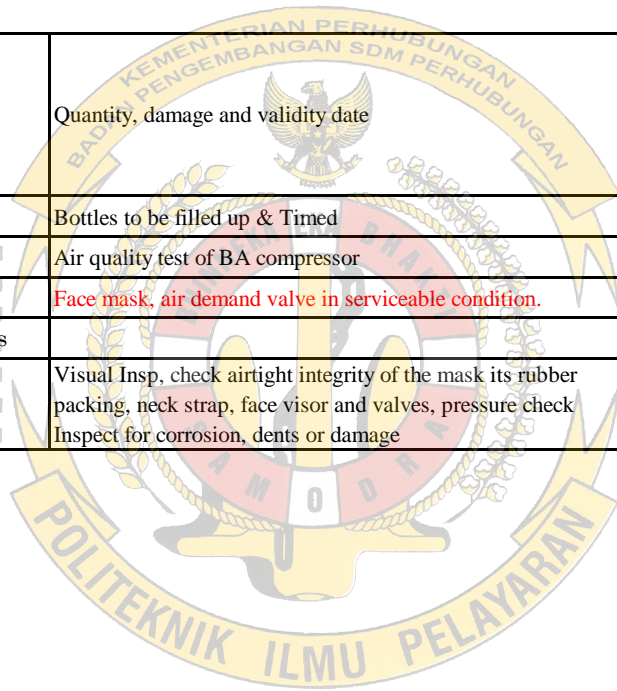 KEMENTERIAN PERHUBUNGAN
BADAN PENGEMBANGAN SDM PERHUBUNGAN
Quantity, damage and validity date
Bottles to be filled up & Timed
Air quality test of BA compressor
Face mask, air demand valve in serviceable condition.
s
Visual Insp, check airtight integrity of the mask its rubber
packing, neck strap, face visor and valves, pressure check
Inspect for corrosion, dents or damage
BHAKTI
SAMODRA
POLITEKNIK ILMU PELAYARAN